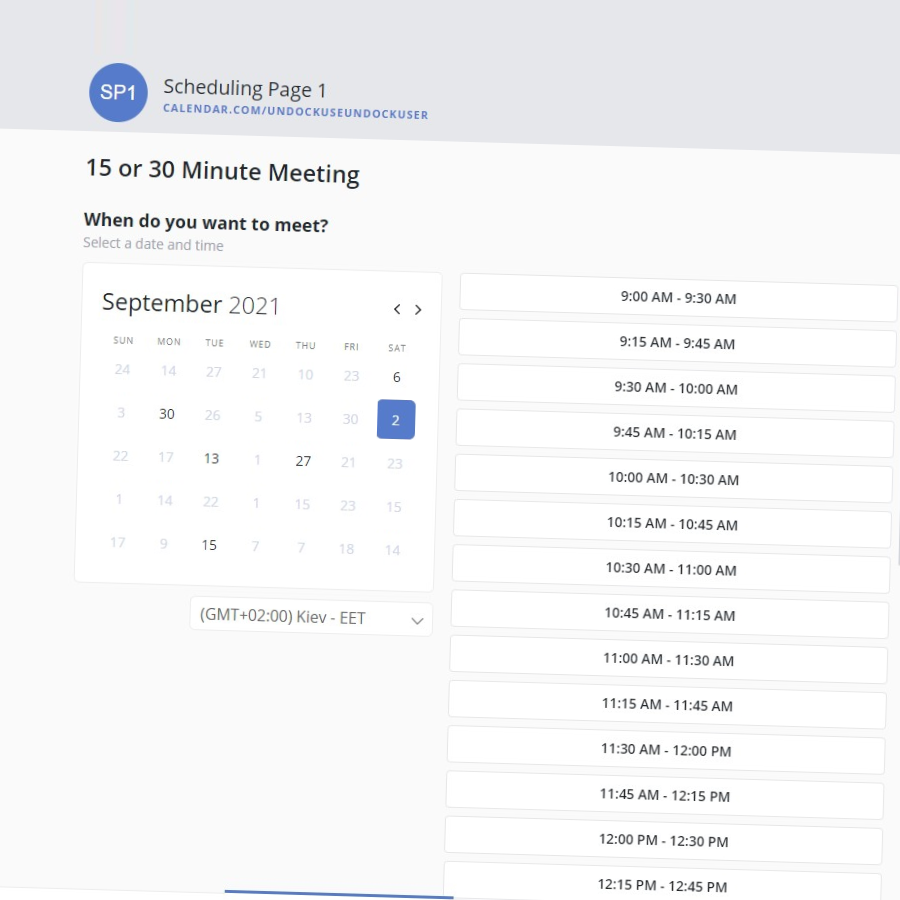 SP1
Scheduling Page 1
CALENDAR.COM/UNDOCKUSEUNDOCKUSER
15 or 30 Minute Meeting
When do you want to meet?
Select a date and time
September 2021
SUN MON TUE WED THU FRI SAT
24 14 27 21 10 23 6
3 30 26 5 13 30 2
22 17 13 1 27 21 23
1 14 22 1 15 23 15
17 9 15 7 7 18 14
(GMT+02:00) Kiev - EET
9:00 AM - 9:30 AM
9:15 AM - 9:45 AM
9:30 AM - 10:00 AM
9:45 AM - 10:15 AM
10:00 AM - 10:30 AM
10:15 AM - 10:45 AM
10:30 AM - 11:00 AM
10:45 AM - 11:15 AM
11:00 AM - 11:30 AM
11:15 AM - 11:45 AM
11:30 AM - 12:00 PM
11:45 AM - 12:15 PM
12:00 PM - 12:30 PM
12:15 PM - 12:45 PM